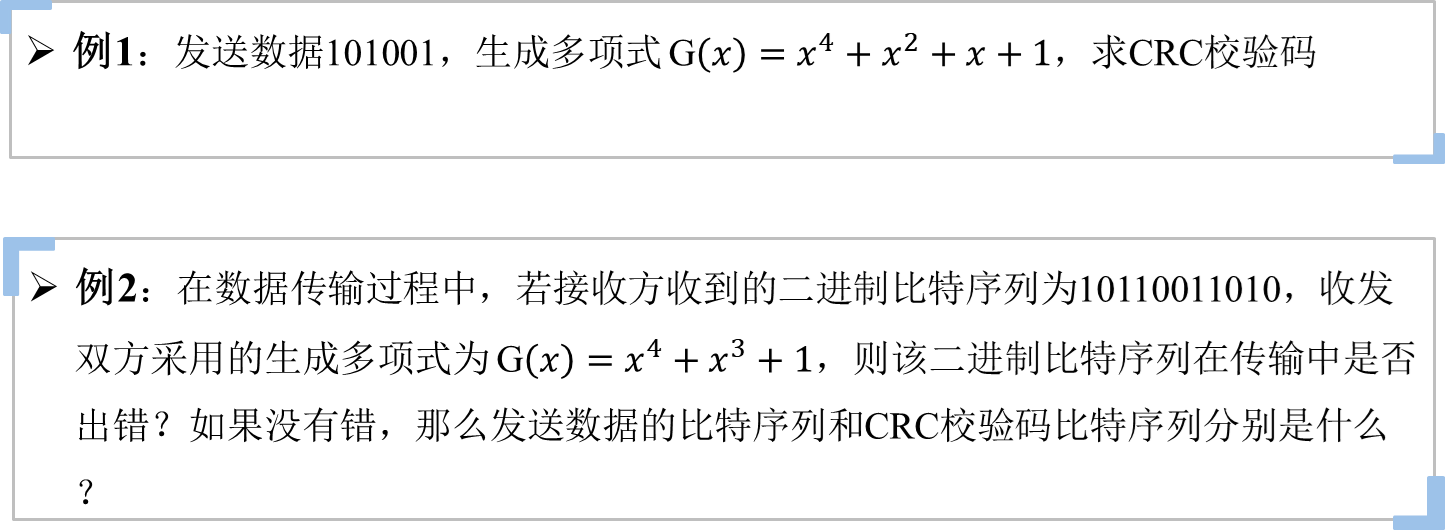 ➢ 例1：发送数据101001，生成多项式 G(x) = x⁴ + x² + x + 1，求CRC校验码
➢ 例2：在数据传输过程中，若接收方收到的二进制比特序列为10110011010，收发
双方采用的生成多项式为 G(x) = x⁴ + x³ + 1，则该二进制比特序列在传输中是否
出错？如果没有错，那么发送数据的比特序列和CRC校验码比特序列分别是什么
？